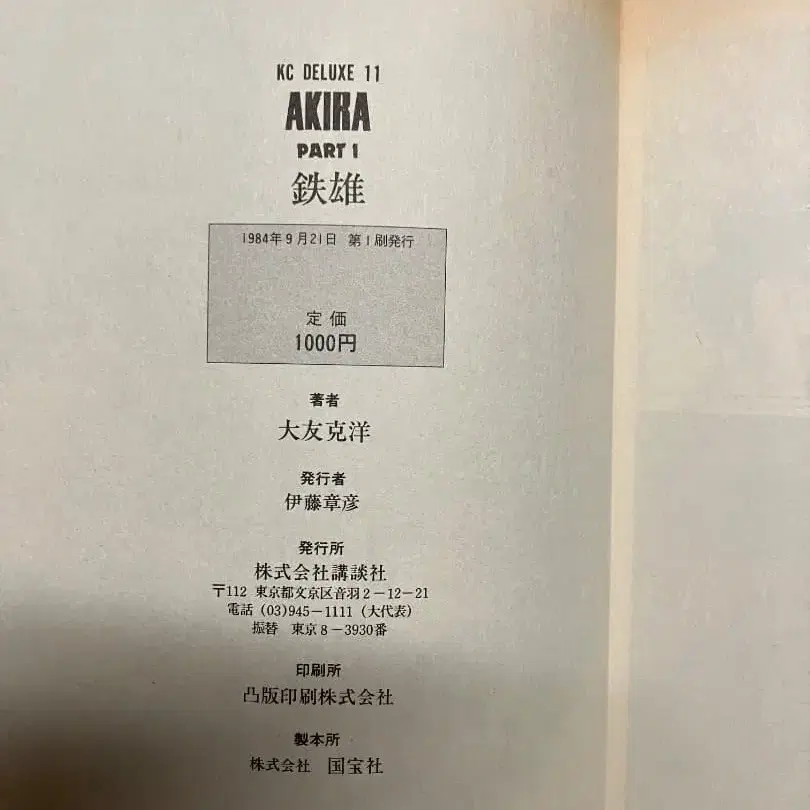 KC DELUXE 11
AKIRA
PART 1
鉄雄
1984年9月21日 第1刷発行
定価
1000円
著者
大友克洋
発行者
伊藤章彦
発行所
株式会社講談社
〒112 東京都文京区音羽2-12-21
電話 (03)945-1111 (大代表)
振替 東京8-3930番
印刷所
凸版印刷株式会社
製本所
株式会社 国宝社